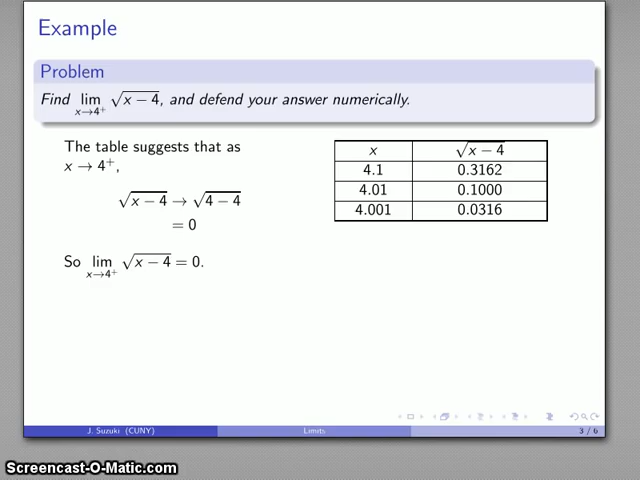 Example
Problem
Find lim x→4⁺ √x − 4, and defend your answer numerically.
The table suggests that as
x → 4⁺,
√x − 4 → √4 − 4
= 0
So lim x→4⁺ √x − 4 = 0.
x √x − 4
4.1 0.3162
4.01 0.1000
4.001 0.0316
J. Suzuki (CUNY) Limits 3 / 6
Screencast-O-Matic.com